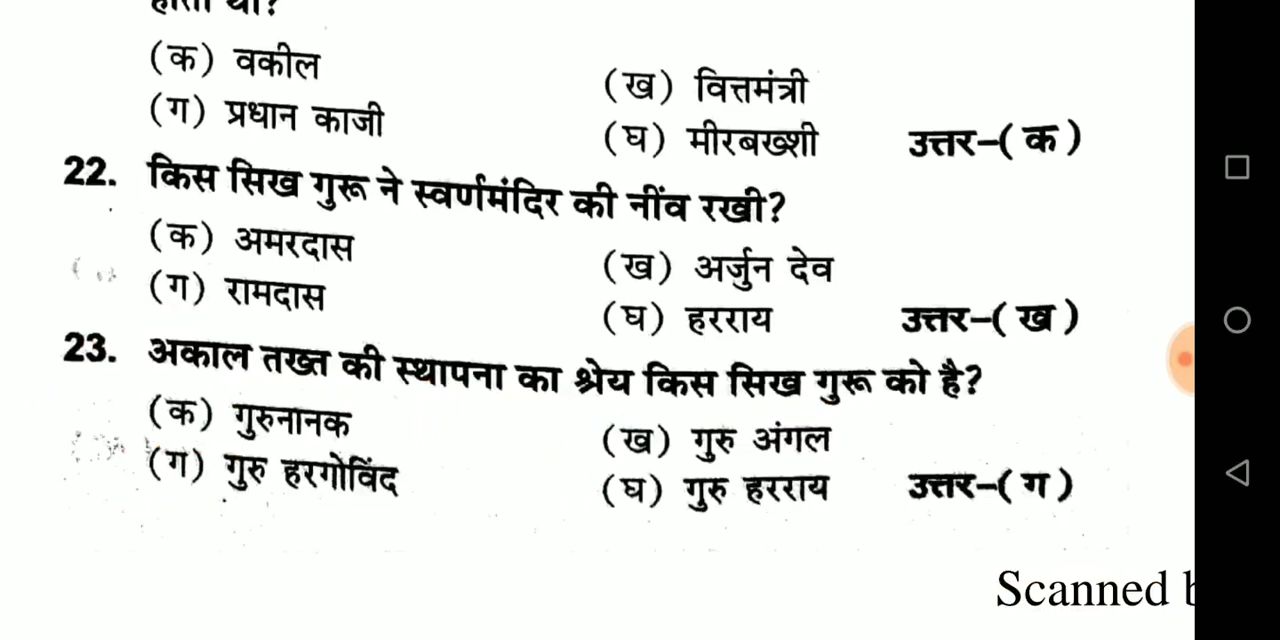 होता था?
(क) वकील (ख) वित्तमंत्री
(ग) प्रधान काजी (घ) मीरबख्शी उत्तर–(क)
22. किस सिख गुरू ने स्वर्णमंदिर की नींव रखी?
(क) अमरदास (ख) अर्जुन देव
(ग) रामदास (घ) हरराय उत्तर–(ख)
23. अकाल तख्त की स्थापना का श्रेय किस सिख गुरू को है?
(क) गुरुनानक (ख) गुरु अंगल
(ग) गुरु हरगोविंद (घ) गुरु हरराय उत्तर–(ग)
Scanned